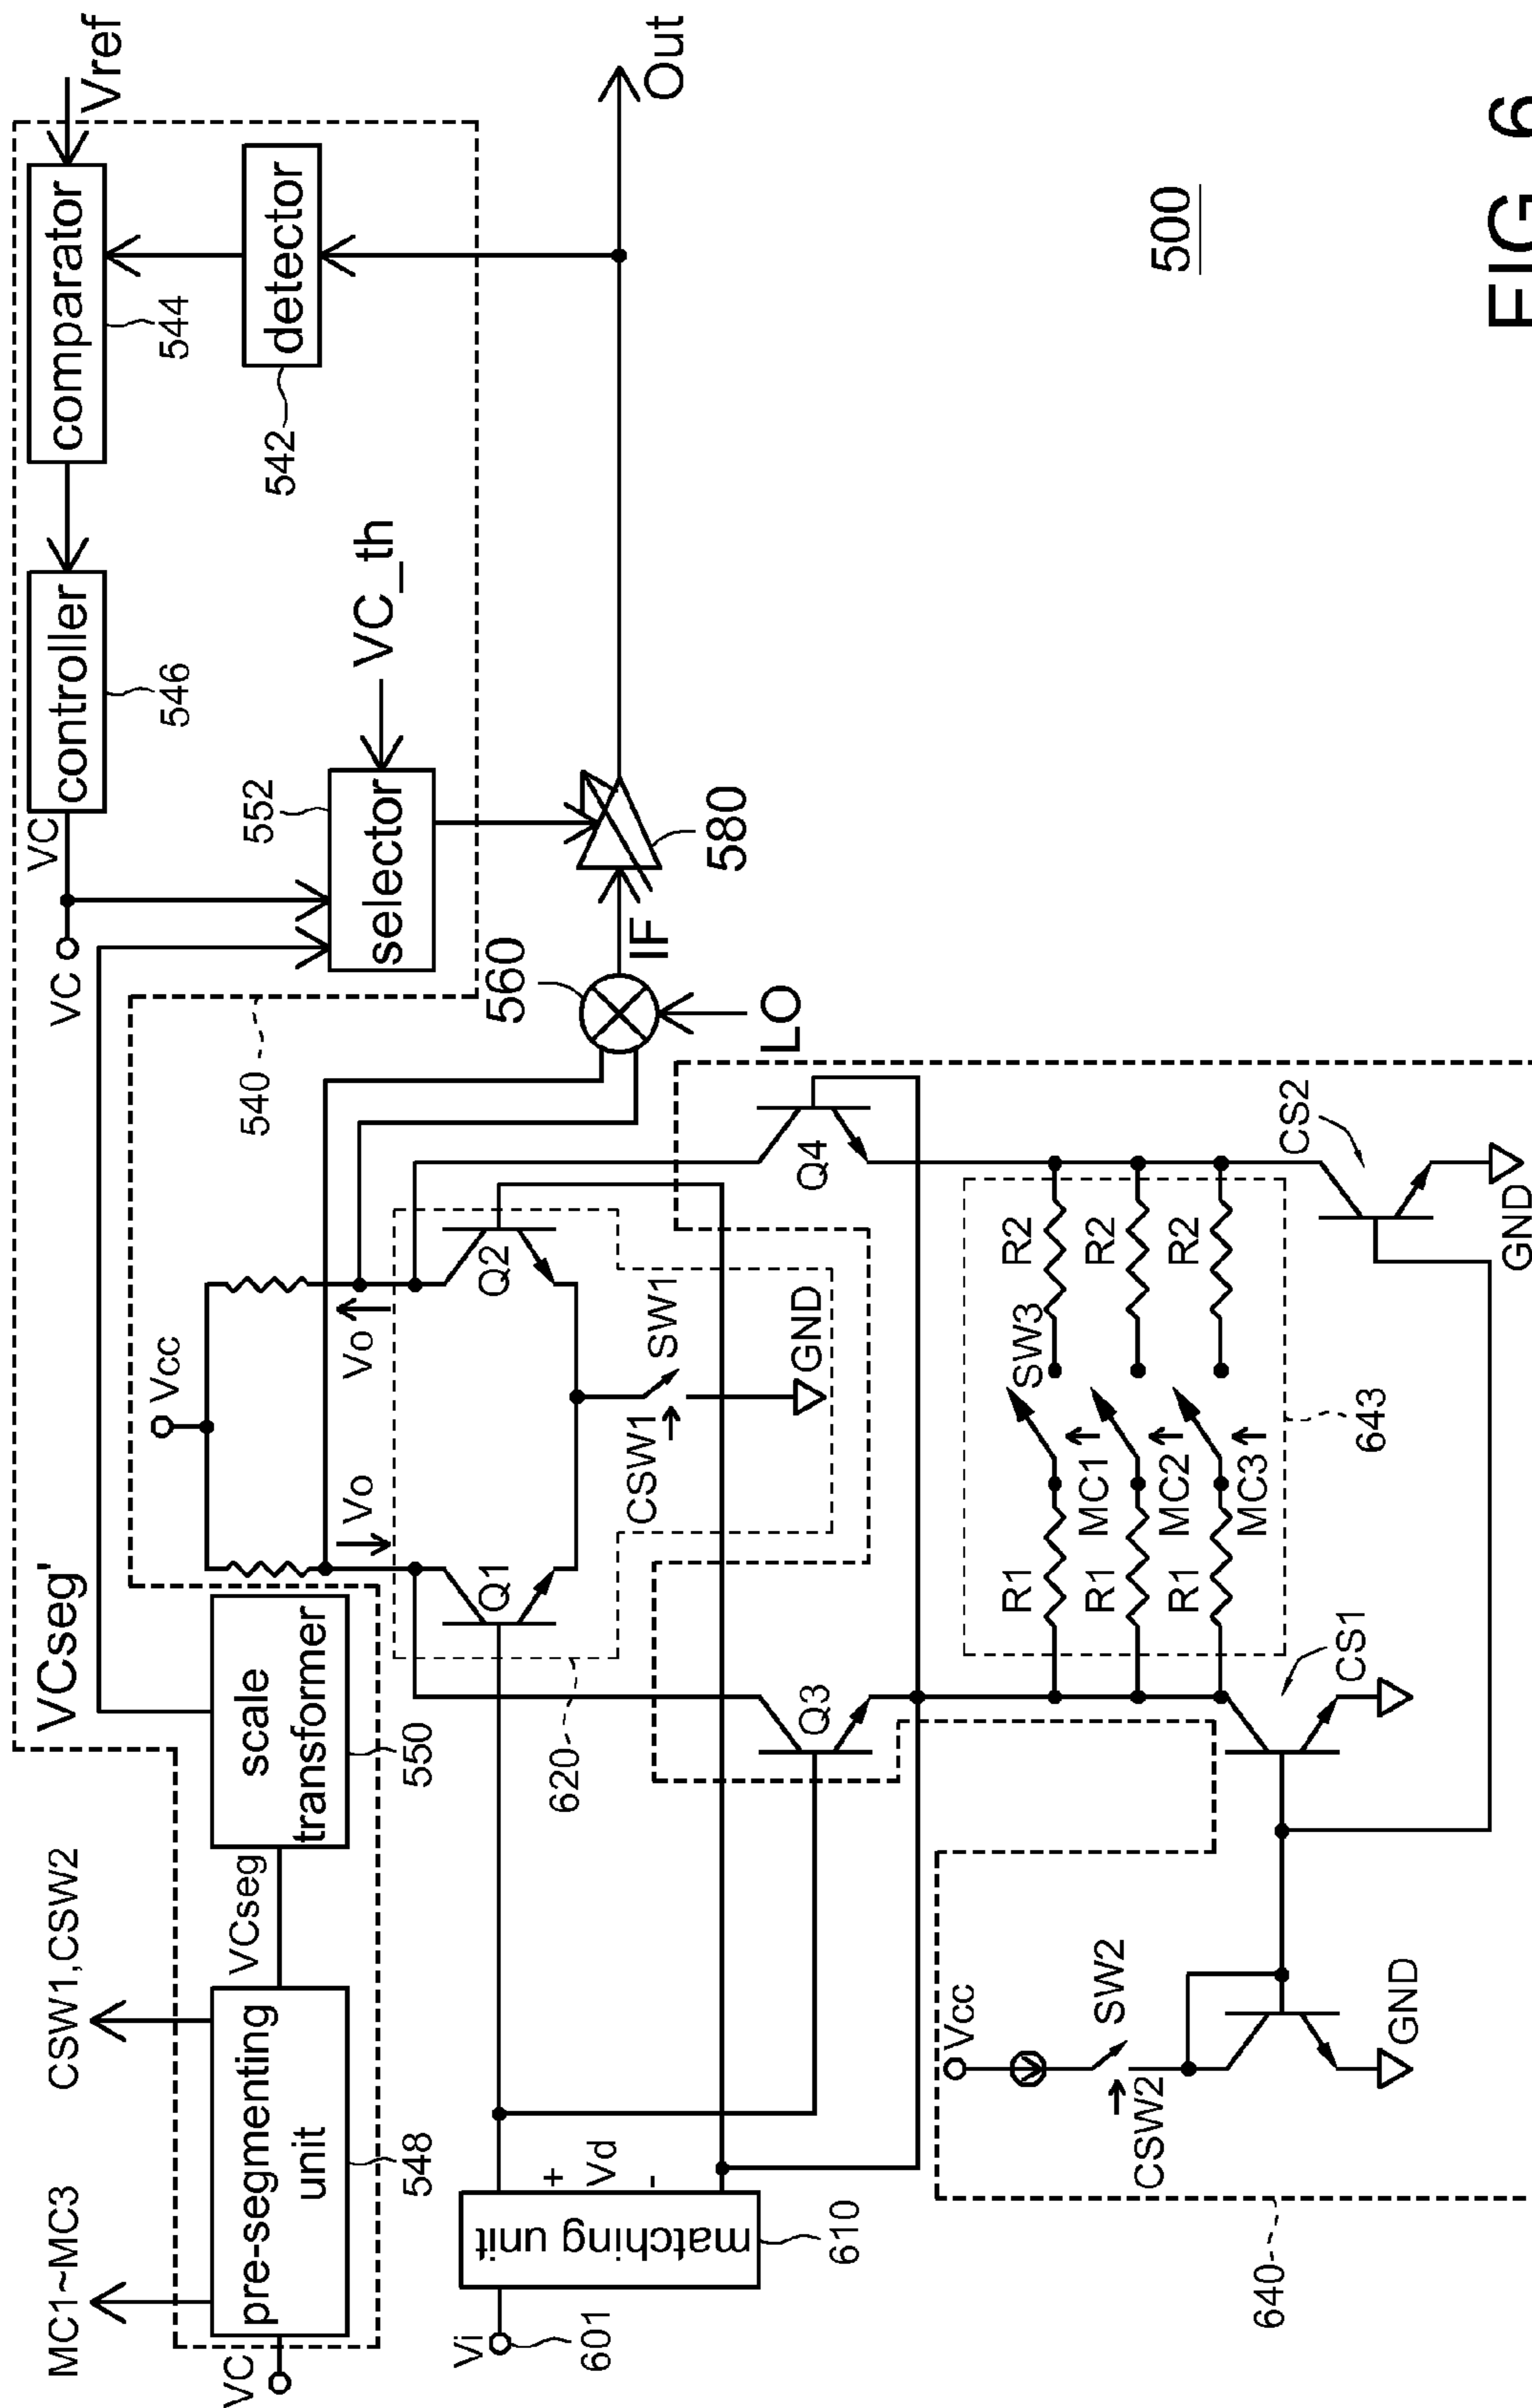 MC1~MC3
CSW1,CSW2
VC
pre-segmenting
unit
548
VCseg
scale
transformer
550
VCseg'
VC
VC
controller
546
comparator
544
Vref
detector
542
VC_th
selector
552
540
Vcc
Vo
Vo
560
IF
LO
580
Out
Vi
601
matching unit
610
+
Vd
-
620
Q1
Q2
CSW1
SW1
GND
Q3
Q4
640
Vcc
SW2
CSW2
GND
R1
MC1
SW3
R2
R1
MC2
R2
R1
MC3
R2
643
CS1
CS2
GND
500
FIG. 6